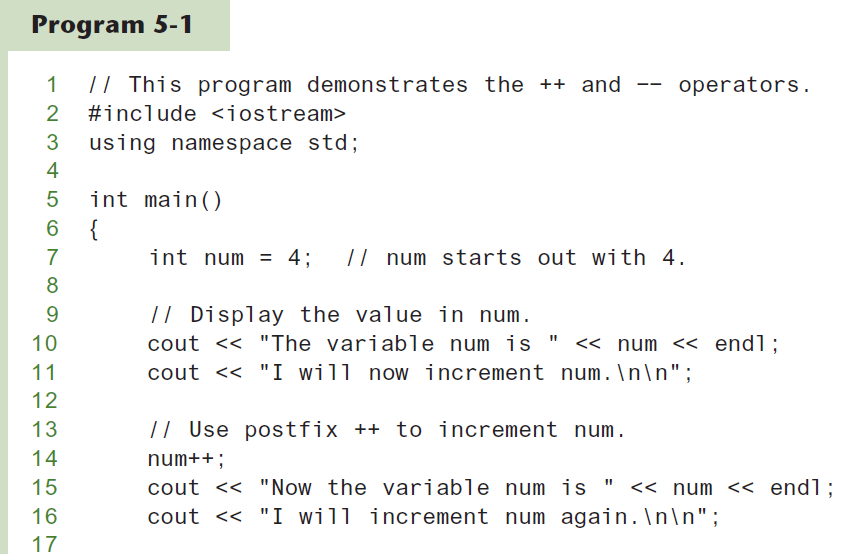 Program 5-1
1 // This program demonstrates the ++ and -- operators.
2 #include <iostream>
3 using namespace std;
4
5 int main()
6 {
7 int num = 4; // num starts out with 4.
8
9 // Display the value in num.
10 cout << "The variable num is " << num << endl;
11 cout << "I will now increment num.\n\n";
12
13 // Use postfix ++ to increment num.
14 num++;
15 cout << "Now the variable num is " << num << endl;
16 cout << "I will increment num again.\n\n";
17